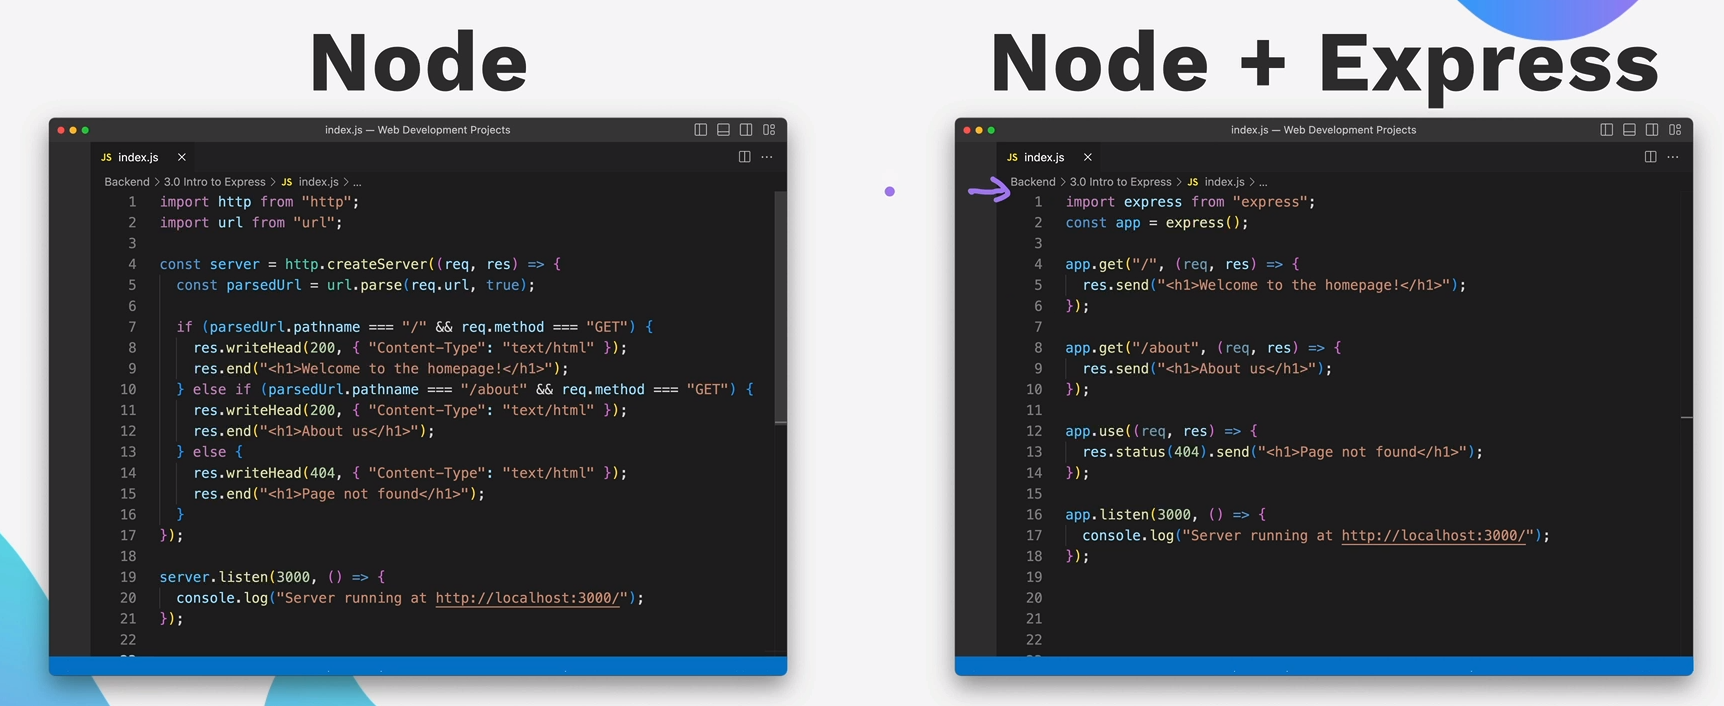 Node
index.js — Web Development Projects
JS index.js ×
Backend > 3.0 Intro to Express > JS index.js > ...
1 import http from "http";
2 import url from "url";
3
4 const server = http.createServer((req, res) => {
5   const parsedUrl = url.parse(req.url, true);
6
7   if (parsedUrl.pathname === "/" && req.method === "GET") {
8     res.writeHead(200, { "Content-Type": "text/html" });
9     res.end("<h1>Welcome to the homepage!</h1>");
10   } else if (parsedUrl.pathname === "/about" && req.method === "GET") {
11     res.writeHead(200, { "Content-Type": "text/html" });
12     res.end("<h1>About us</h1>");
13   } else {
14     res.writeHead(404, { "Content-Type": "text/html" });
15     res.end("<h1>Page not found</h1>");
16   }
17 });
18
19 server.listen(3000, () => {
20   console.log("Server running at http://localhost:3000/");
21 });
22
Node + Express
index.js — Web Development Projects
JS index.js ×
Backend > 3.0 Intro to Express > JS index.js > ...
1 import express from "express";
2 const app = express();
3
4 app.get("/", (req, res) => {
5   res.send("<h1>Welcome to the homepage!</h1>");
6 });
7
8 app.get("/about", (req, res) => {
9   res.send("<h1>About us</h1>");
10 });
11
12 app.use((req, res) => {
13   res.status(404).send("<h1>Page not found</h1>");
14 });
15
16 app.listen(3000, () => {
17   console.log("Server running at http://localhost:3000/");
18 });
19
20
21
22